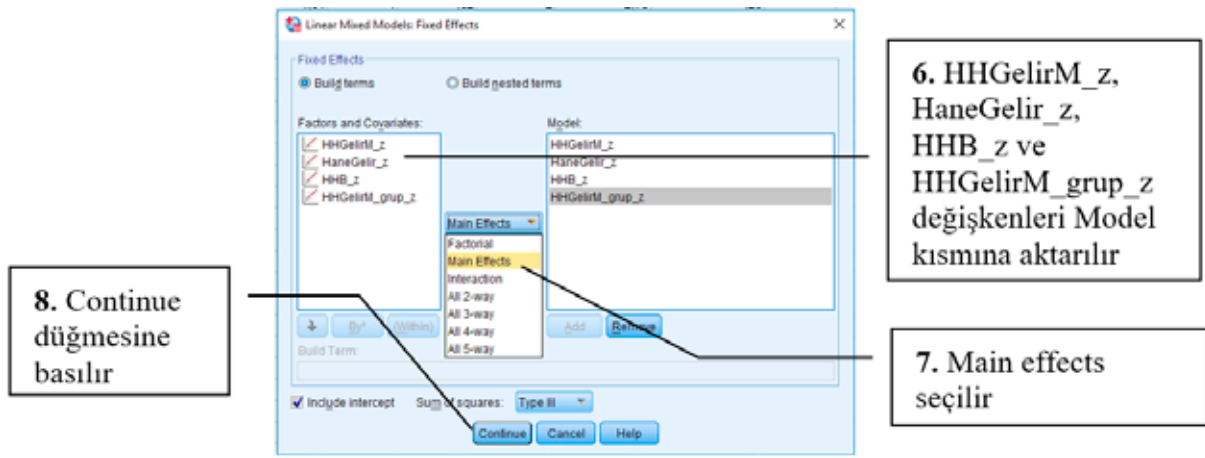 Linear Mixed Models: Fixed Effects
Fixed Effects
Build terms
Build nested terms
Factors and Covariates:
HHGelirM_z
HaneGelir_z
HHB_z
HHGelirM_grup_z
Model:
HHGelirM_z
HaneGelir_z
HHB_z
HHGelirM_grup_z
Main Effects
Factorial
Main Effects
Interaction
All 2-way
All 3-way
All 4-way
All 5-way
By*
(Within)
Add
Remove
Build Term:
Include intercept
Sum of squares:
Type III
Continue
Cancel
Help
6. HHGelirM_z,
HaneGelir_z,
HHB_z ve
HHGelirM_grup_z
değişkenleri Model
kısmına aktarılır
7. Main effects
seçilir
8. Continue
düğmesine
basılır